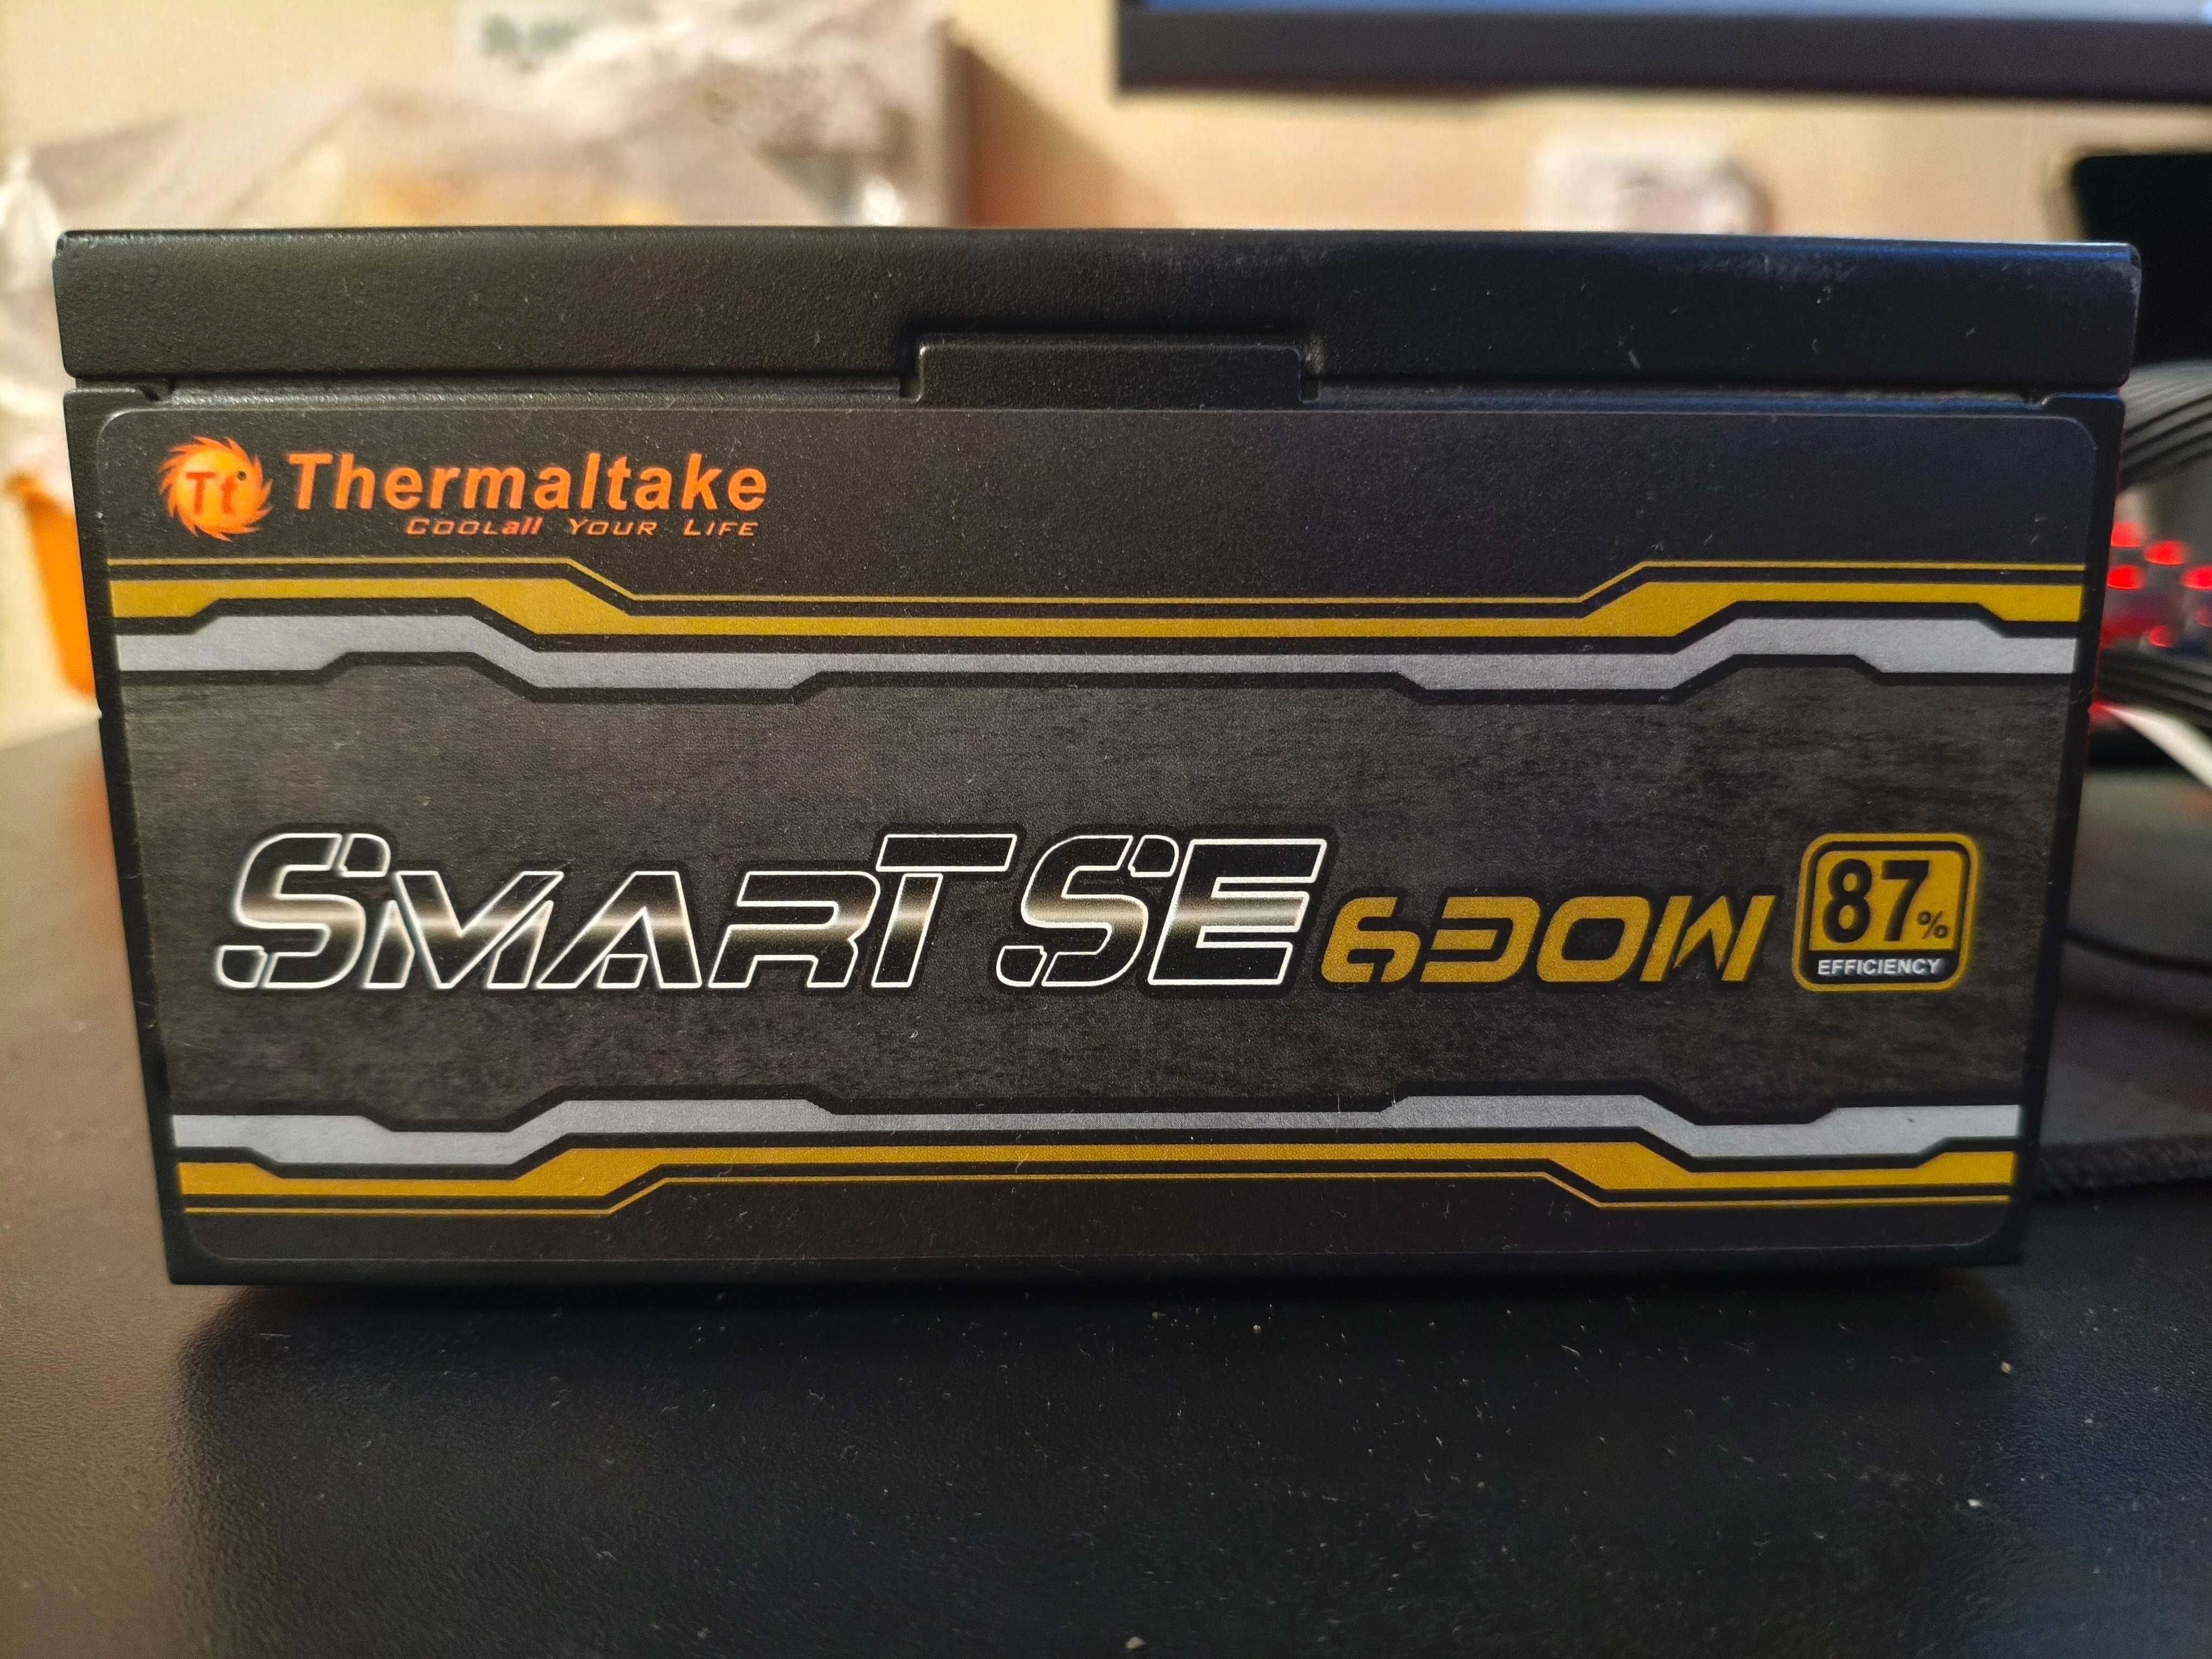 Tt Thermaltake
COOLall YOUR LIFE
SMART SE 630W 87%
EFFICIENCY